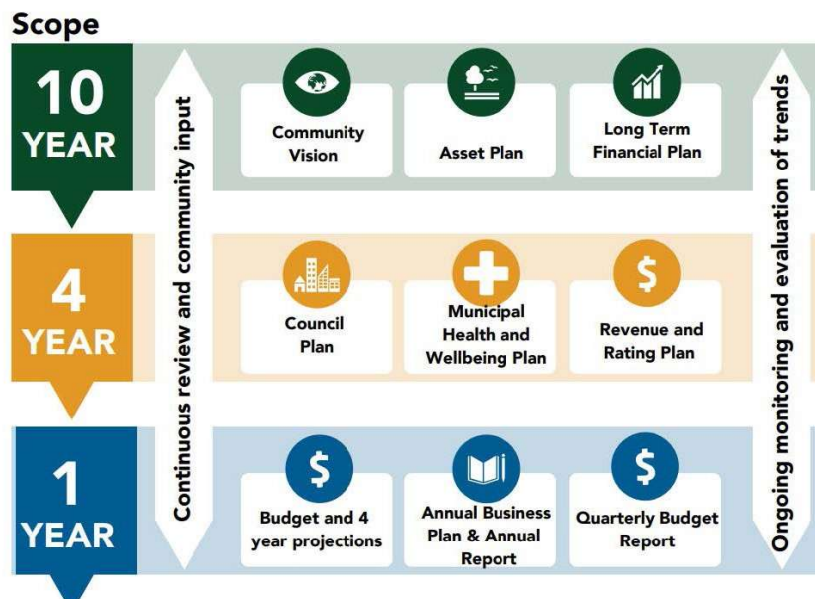 Scope
10
YEAR
Continuous review and community input
Community
Vision
Asset Plan
Long Term
Financial Plan
Ongoing monitoring and evaluation of trends
4
YEAR
Council
Plan
Municipal
Health and
Wellbeing Plan
$
Revenue and
Rating Plan
1
YEAR
$
Budget and 4
year projections
Annual Business
Plan & Annual
Report
$
Quarterly Budget
Report